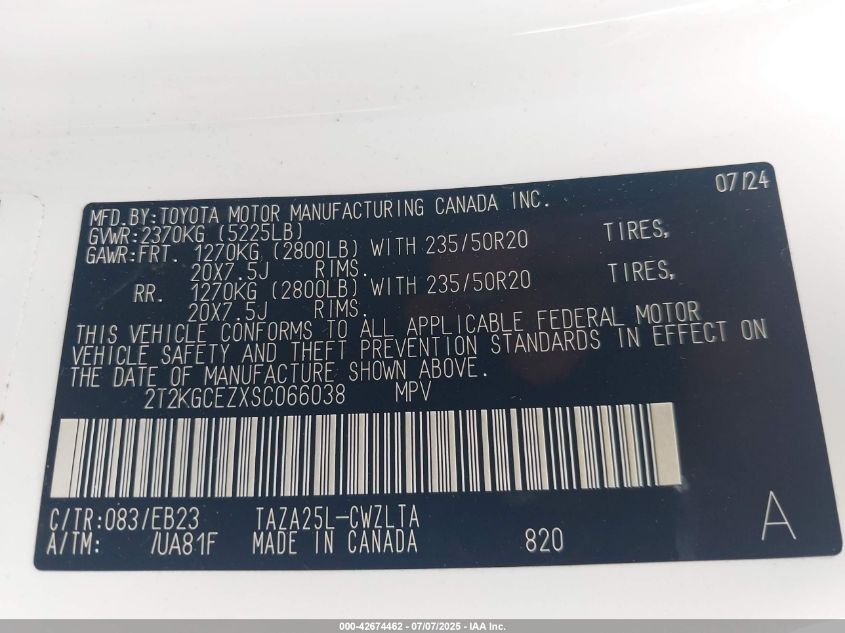 07/24
MFD.BY:TOYOTA MOTOR MANUFACTURING CANADA INC.
GVWR:2370KG (5225LB)
GAWR:FRT. 1270KG (2800LB) WITH 235/50R20 TIRES,
20X7.5J RIMS.
RR. 1270KG (2800LB) WITH 235/50R20 TIRES,
20X7.5J RIMS.
THIS VEHICLE CONFORMS TO ALL APPLICABLE FEDERAL MOTOR
VEHICLE SAFETY AND THEFT PREVENTION STANDARDS IN EFFECT ON
THE DATE OF MANUFACTURE SHOWN ABOVE.
2T2KGCEZXSC066038 MPV
C/TR:083/EB23 TAZA25L-CWZLTA
A/TM: /UA81F MADE IN CANADA 820 A
000-42674462 - 07/07/2025 - IAA Inc.